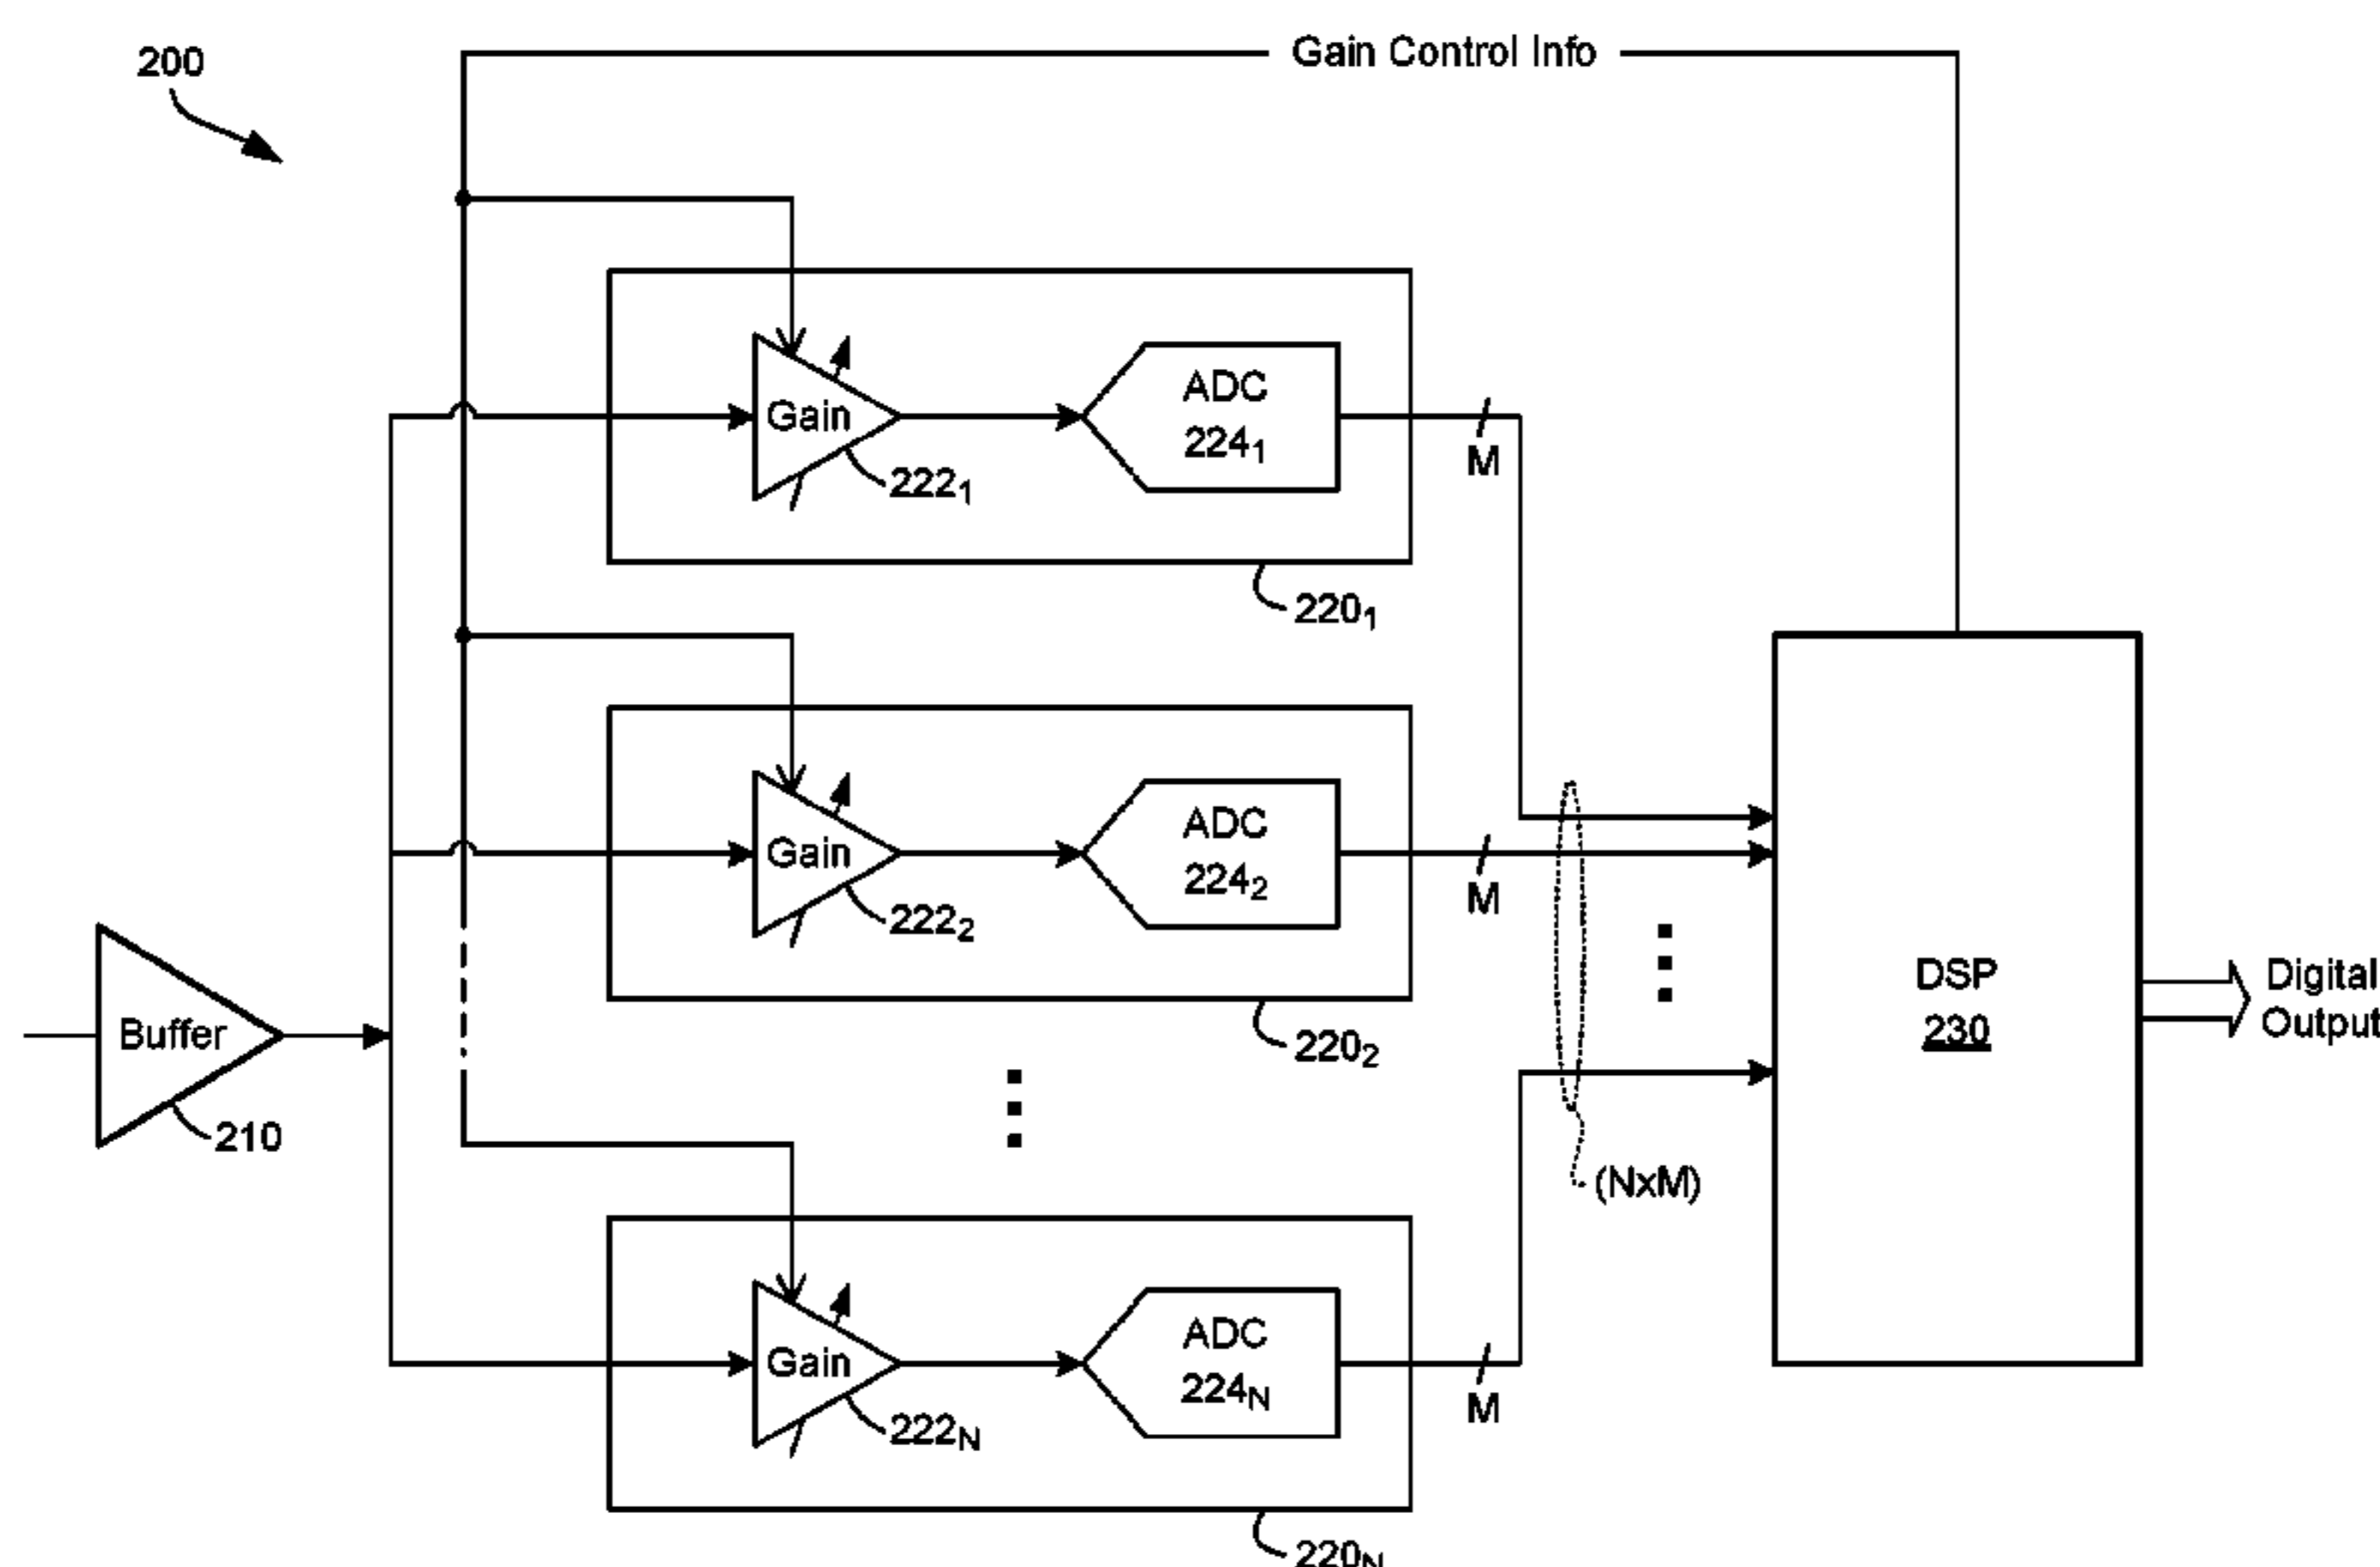 200
Gain Control Info
Gain
ADC
224₁
222₁
M
220₁
Gain
ADC
224₂
222₂
M
220₂
Buffer
210
DSP
230
Digital
Output
(NxM)
Gain
ADC
224N
222N
M
220N